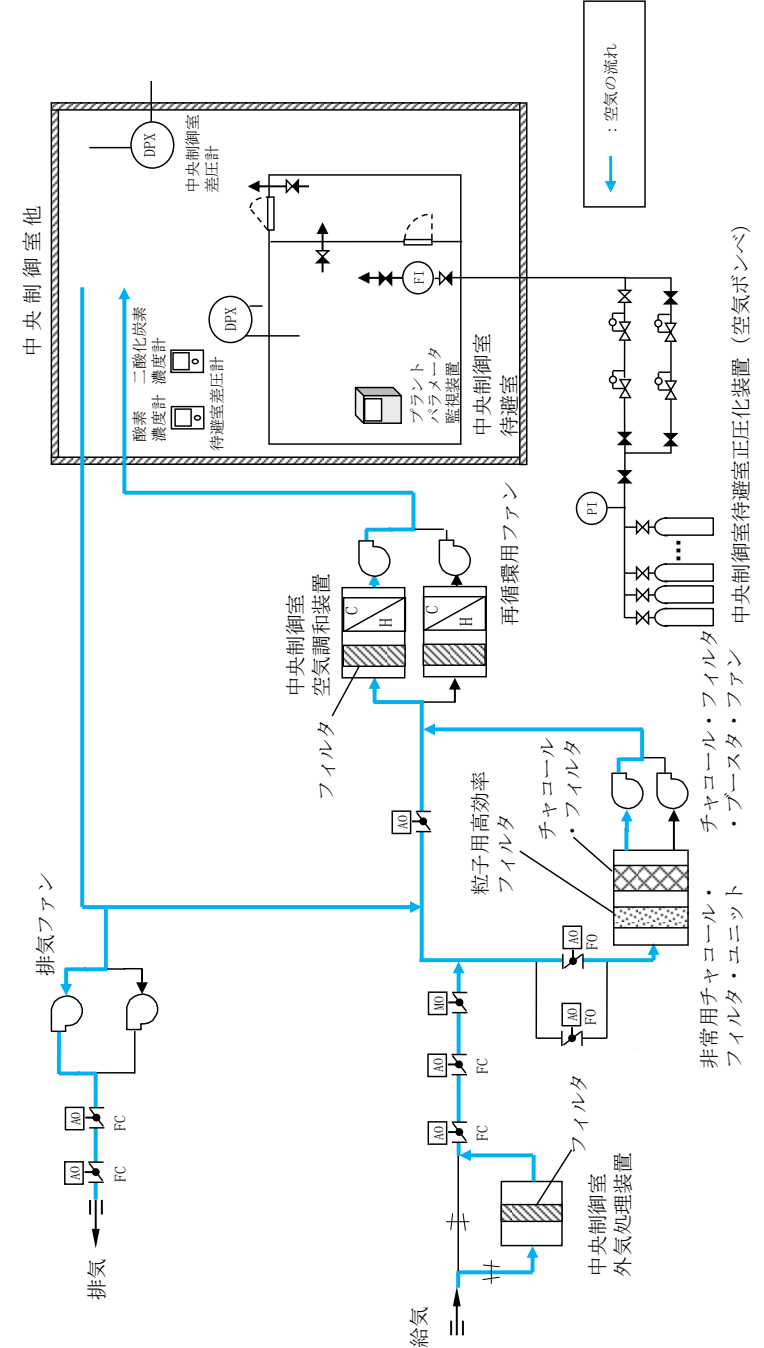 中央制御室他
DPX
中央制御室
差圧計
酸素
濃度計
二酸化炭素
濃度計
待避室差圧計
DPX
FI
プラント
パラメータ
監視装置
中央制御室
待避室
：空気の流れ
PI
中央制御室待避室正圧化装置（空気ボンベ）
中央制御室
空気調和装置
フィルタ
C
H
C
H
再循環用ファン
AO
粒子用高効率
フィルタ
チャコール
・フィルタ
チャコール・フィルタ
・ブースタ・ファン
非常用チャコール・
フィルタ・ユニット
AO
FO
AO
FO
排気ファン
AO
FC
AO
FC
排気
MO
AO
FC
AO
FC
フィルタ
中央制御室
外気処理装置
給気